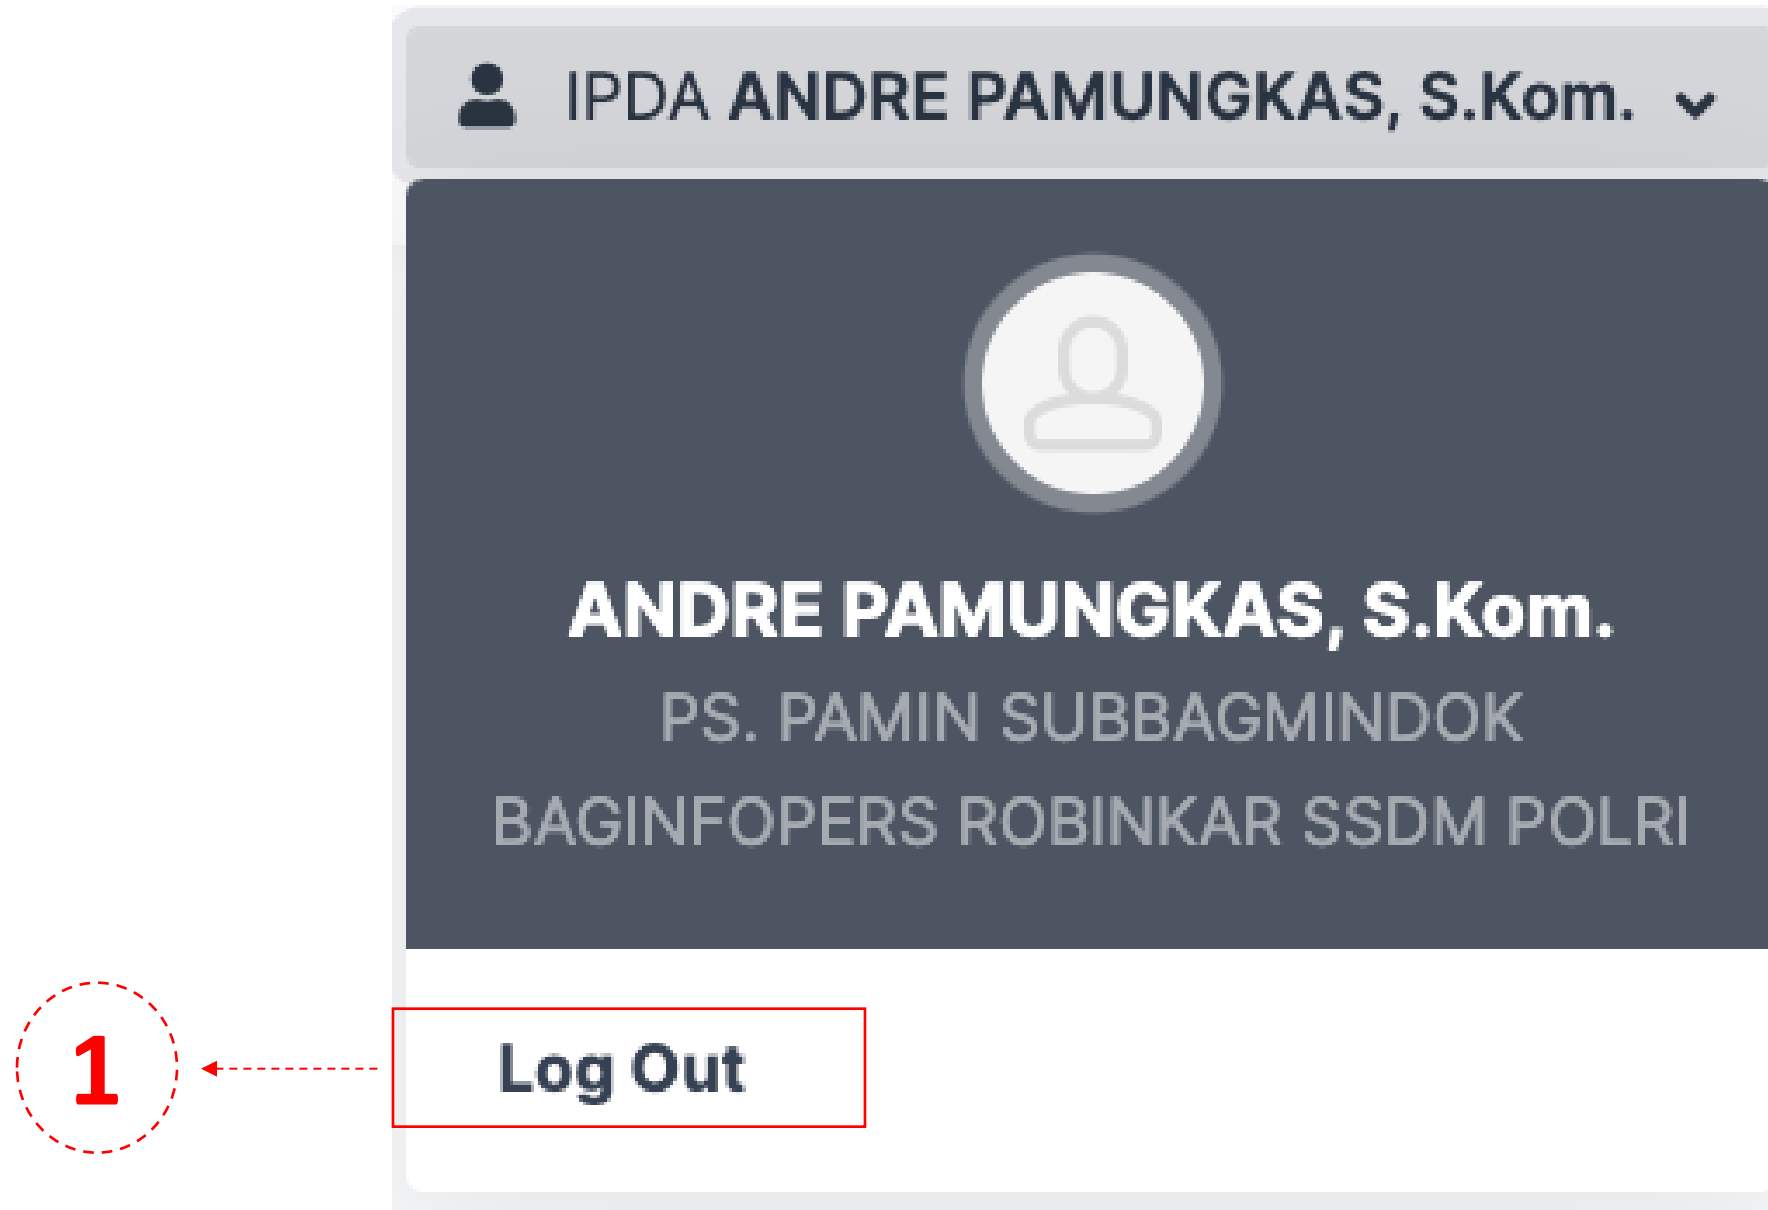 IPDA ANDRE PAMUNGKAS, S.Kom.
ANDRE PAMUNGKAS, S.Kom.
PS. PAMIN SUBBAGMINDOK
BAGINFOPERS ROBINKAR SSDM POLRI
1
Log Out